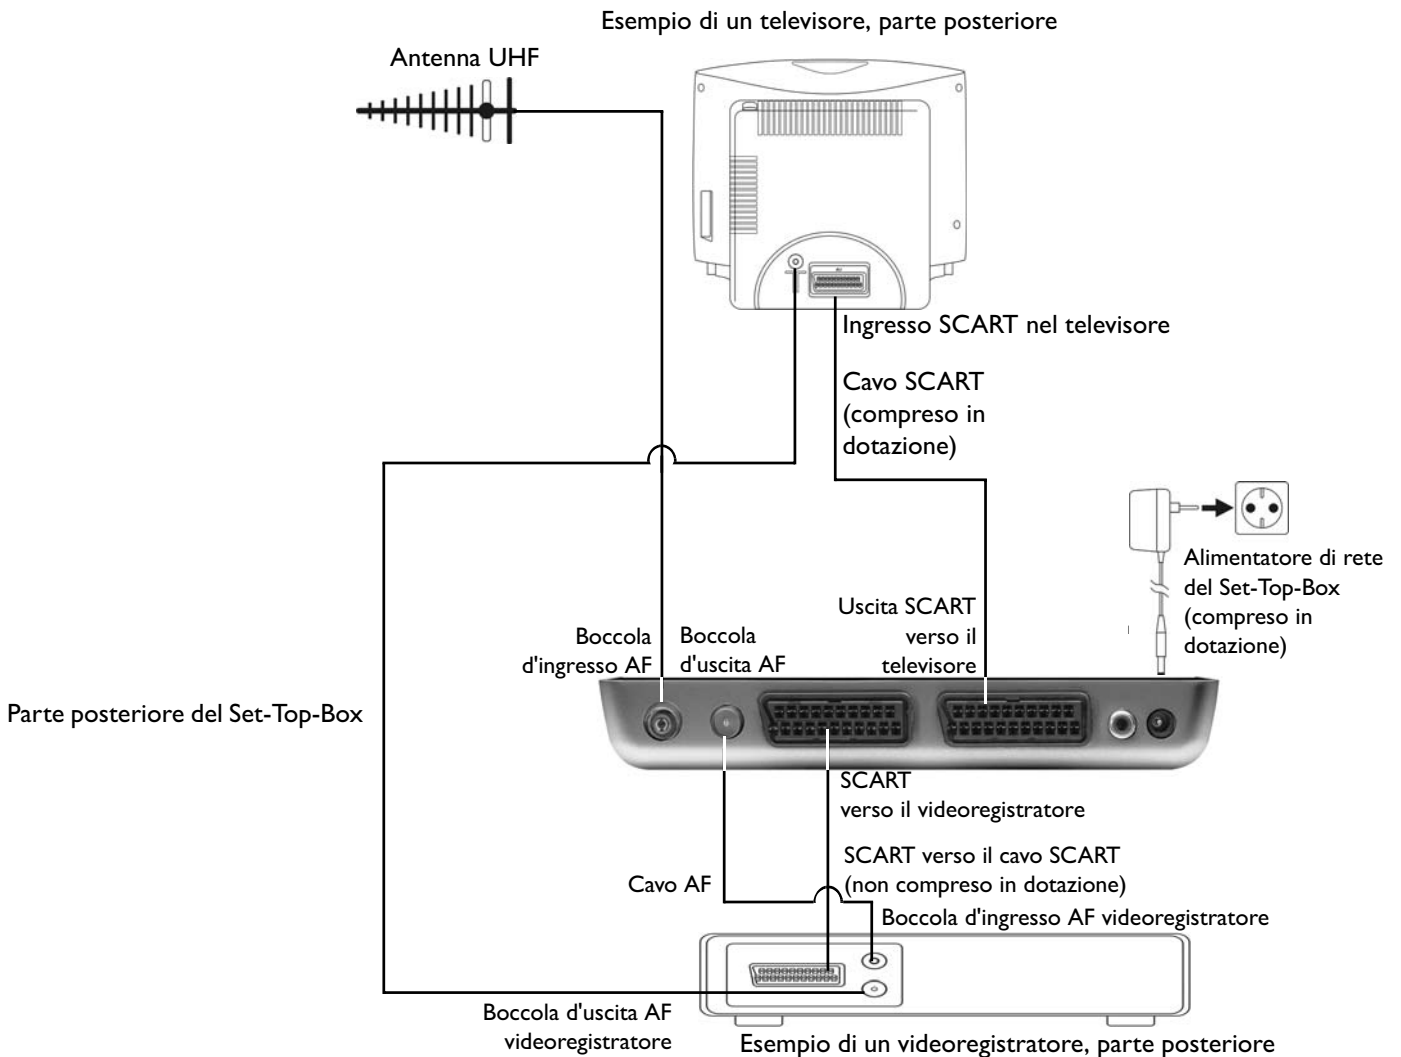 Esempio di un televisore, parte posteriore
Antenna UHF
Ingresso SCART nel televisore
Cavo SCART
(compreso in
dotazione)
Alimentatore di rete
del Set-Top-Box
(compreso in
dotazione)
Uscita SCART
verso il
televisore
Boccola
d'ingresso AF
Boccola
d'uscita AF
Parte posteriore del Set-Top-Box
SCART
verso il videoregistratore
SCART verso il cavo SCART
(non compreso in dotazione)
Cavo AF
Boccola d'ingresso AF videoregistratore
Boccola d'uscita AF
videoregistratore
Esempio di un videoregistratore, parte posteriore